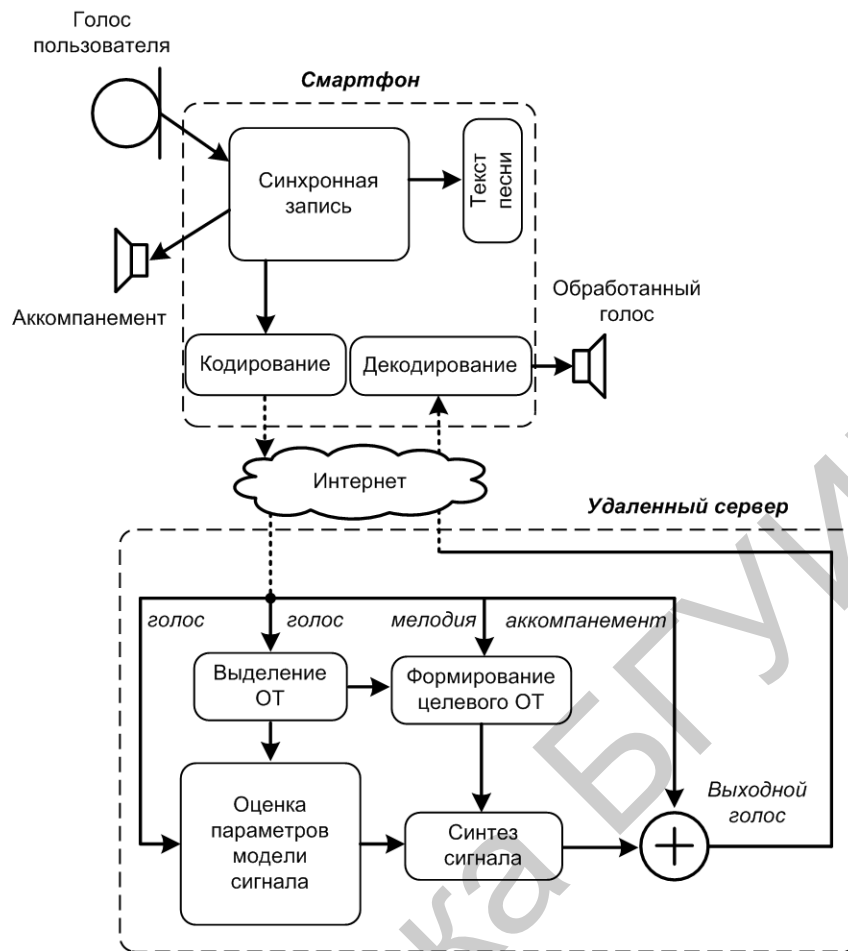 Голос
пользователя
Смартфон
Синхронная
запись
Текст
песни
Аккомпанемент
Обработанный
голос
Кодирование
Декодирование
Интернет
Удаленный сервер
голос
голос
мелодия
аккомпанемент
Выделение
ОТ
Формирование
целевого ОТ
Оценка
параметров
модели
сигнала
Синтез
сигнала
Выходной
голос